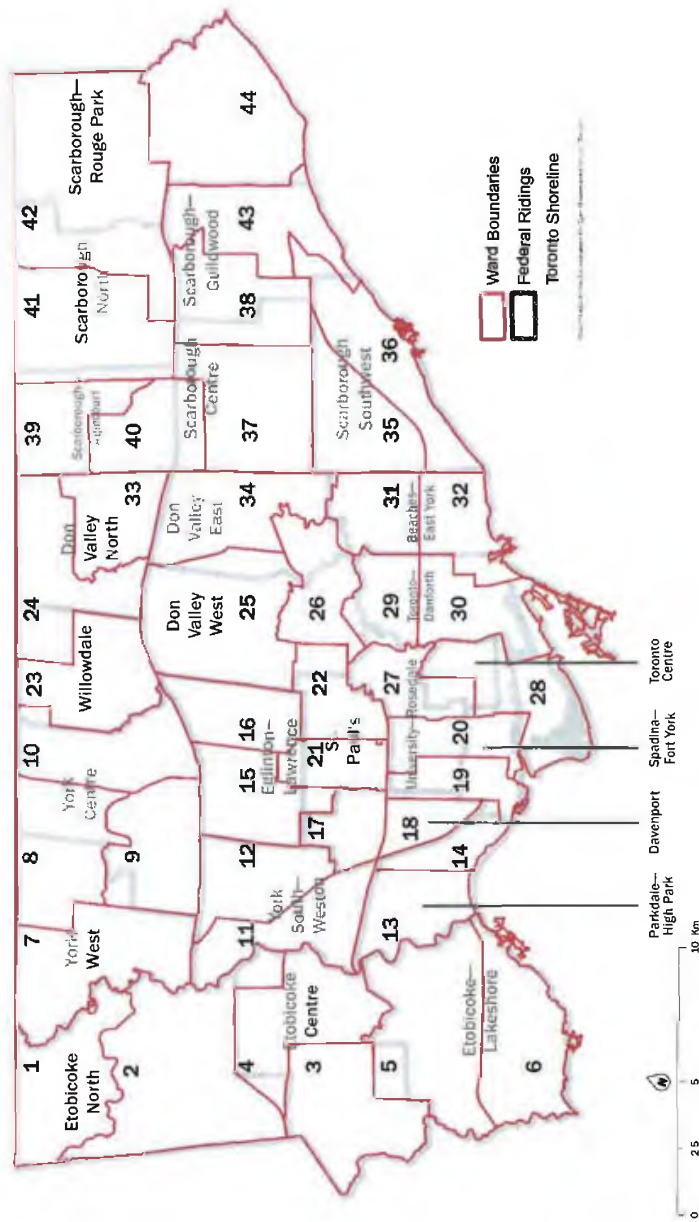 1
Etobicoke
North
2
7
York
West
8
9
York
Centre
10
23
Willowdale
24
Don
Valley
North
33
39
Scarborough—
Agincourt
40
41
Scarborough
North
42
Scarborough—
Rouge Park
4
Etobicoke
Centre
3
5
11
York
South—
Weston
12
15
16
Eglinton—
Lawrence
17
21
22
Paul's
Don
Valley
West
25
26
Don
Valley
East
34
Scarborough
Centre
37
38
Scarborough—
Guildwood
43
44
Etobicoke—
Lakeshore
6
13
14
18
19
20
University—Rosedale
27
28
29
Toronto—
Danforth
30
31
Beaches—
East York
32
Scarborough
Southwest
35
36
Parkdale—
High Park
Davenport
Spadina—
Fort York
Toronto
Centre
Ward Boundaries
Federal Ridings
Toronto Shoreline
N
0 2.5 5 10 Km